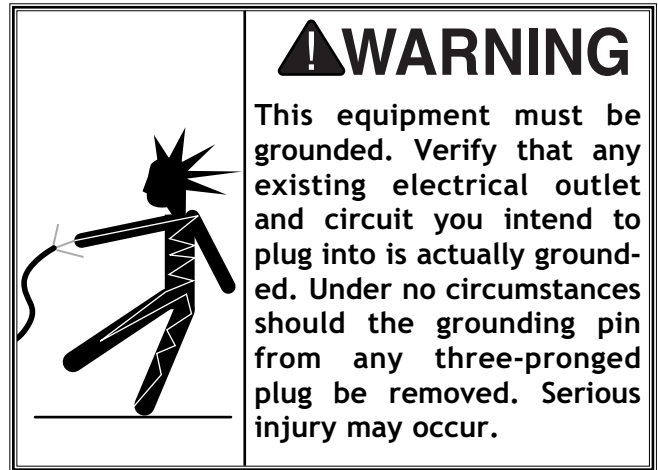 WARNING
This equipment must be
grounded. Verify that any
existing electrical outlet
and circuit you intend to
plug into is actually ground-
ed. Under no circumstances
should the grounding pin
from any three-pronged
plug be removed. Serious
injury may occur.